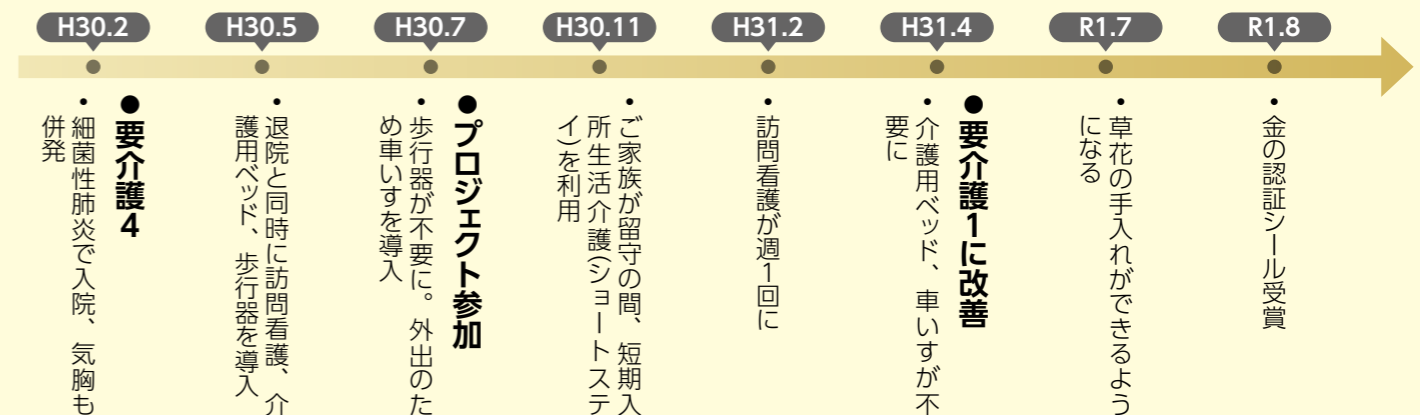 H30.2
●要介護4
・細菌性肺炎で入院、気胸も
併発
H30.5
・退院と同時に訪問看護、介
護用ベッド、歩行器を導入
H30.7
●プロジェクト参加
・歩行器が不要に。外出のた
め車いすを導入
H30.11
・ご家族が留守の間、短期入
所生活介護(ショートステ
イ)を利用
H31.2
・訪問看護が週1回に
H31.4
●要介護1に改善
・介護用ベッド、車いすが不
要に
R1.7
・草花の手入れができるよう
になる
R1.8
・金の認証シール受賞